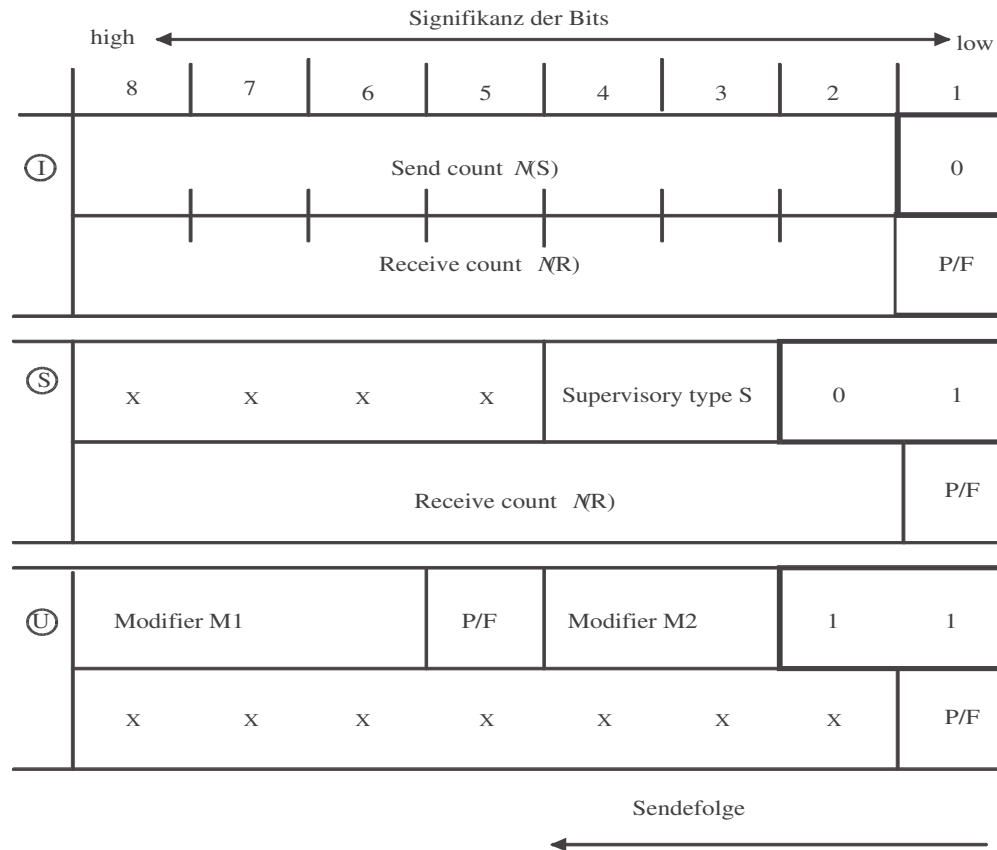 Signifikanz der Bits
high low
8 7 6 5 4 3 2 1
I Send count N(S) 0
Receive count N(R) P/F
S x x x x Supervisory type S 0 1
Receive count N(R) P/F
U Modifier M1 P/F Modifier M2 1 1
x x x x x x x P/F
Sendefolge